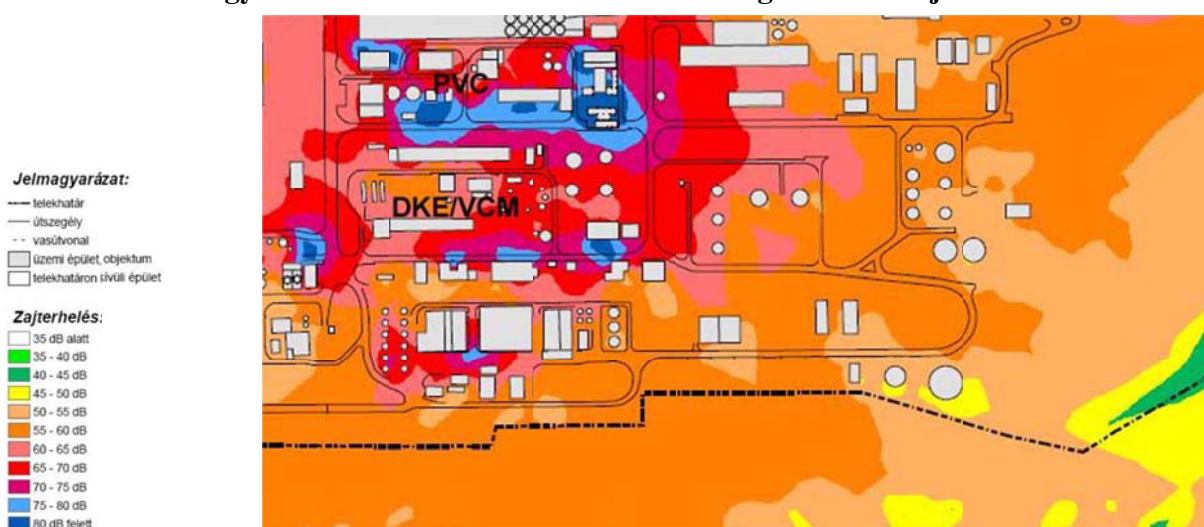 PVC
DKE/VCM
Jelmagyarázat:
telekhatár
útszegély
vasútvonal
üzemi épület, objektum
telekhatáron kívüli épület
Zajterhelés:
35 dB alatt
35 - 40 dB
40 - 45 dB
45 - 50 dB
50 - 55 dB
55 - 60 dB
60 - 65 dB
65 - 70 dB
70 - 75 dB
75 - 80 dB
80 dB felett